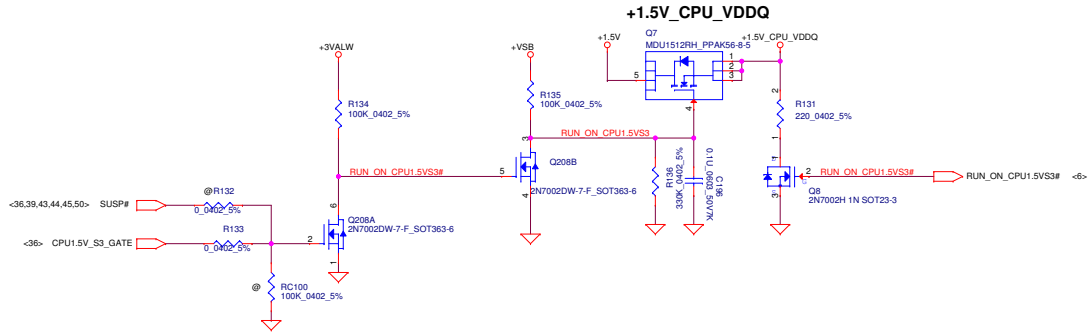 +1.5V_CPU_VDDQ
+3VALW
+VSB
+1.5V
Q7
MDU1512RH_PPAK56-8-5
+1.5V_CPU_VDDQ
5
1
2
3
4
R134
100K_0402_5%
R135
100K_0402_5%
2
R131
220_0402_5%
1
RUN_ON_CPU1.5VS3
3
RUN_ON_CPU1.5VS3#
5
Q208B
2N7002DW-7-F_SOT363-6
4
R136
330K_0402_5%
C196
0.1U_0603_50V7K
2
RUN_ON_CPU1.5VS3#
RUN_ON_CPU1.5VS3#
<6>
Q8
2N7002H 1N SOT23-3
3
@R132
0_0402_5%
<36,39,43,44,45,50>
SUSP#
R133
0_0402_5%
<36>
CPU1.5V_S3_GATE
6
Q208A
2N7002DW-7-F_SOT363-6
2
1
@
RC100
100K_0402_5%